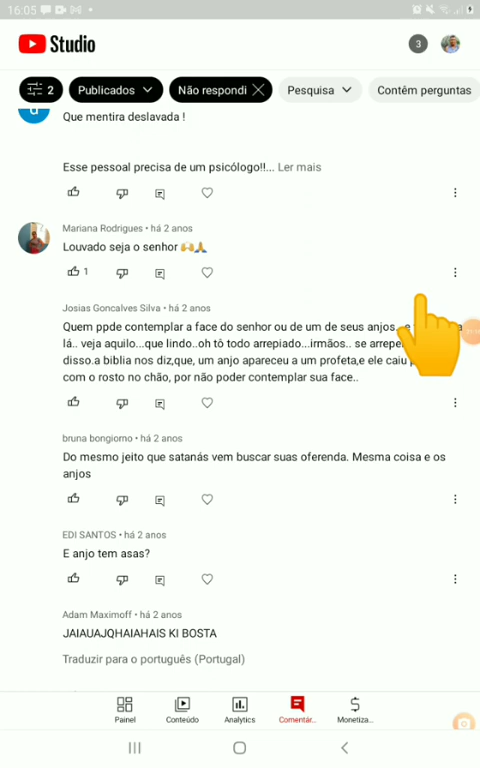 16:05
Studio
3
2
Publicados
Não respondi
Pesquisa
Contêm perguntas
Que mentira deslavada !
Esse pessoal precisa de um psicólogo!!... Ler mais
Mariana Rodrigues • há 2 anos
Louvado seja o senhor 🙌🙏
1
Josias Goncalves Silva • há 2 anos
Quem ppde contemplar a face do senhor ou de um de seus anjos.. e
lá.. veja aquilo...que lindo..oh tô todo arrepiado...irmãos.. se
disso.a biblia nos diz,que, um anjo apareceu a um profeta,e ele caiu
com o rosto no chão, por não poder contemplar sua face..
bruna bongiorno • há 2 anos
Do mesmo jeito que satanás vem buscar suas oferenda. Mesma coisa e os
anjos
EDI SANTOS • há 2 anos
E anjo tem asas?
Adam Maximoff • há 2 anos
JAIAUAJQHAIAHAIS KI BOSTA
Traduzir para o português (Portugal)
Painel
Conteúdo
Analytics
Comentár..
Monetiza...